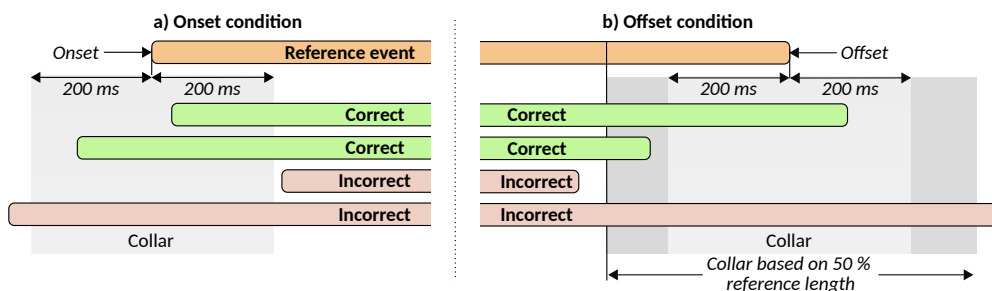 a) Onset condition
Onset
Reference event
200 ms
200 ms
Correct
Correct
Incorrect
Incorrect
Collar
b) Offset condition
Offset
200 ms
200 ms
Correct
Correct
Incorrect
Incorrect
Collar
Collar based on 50 %
reference length